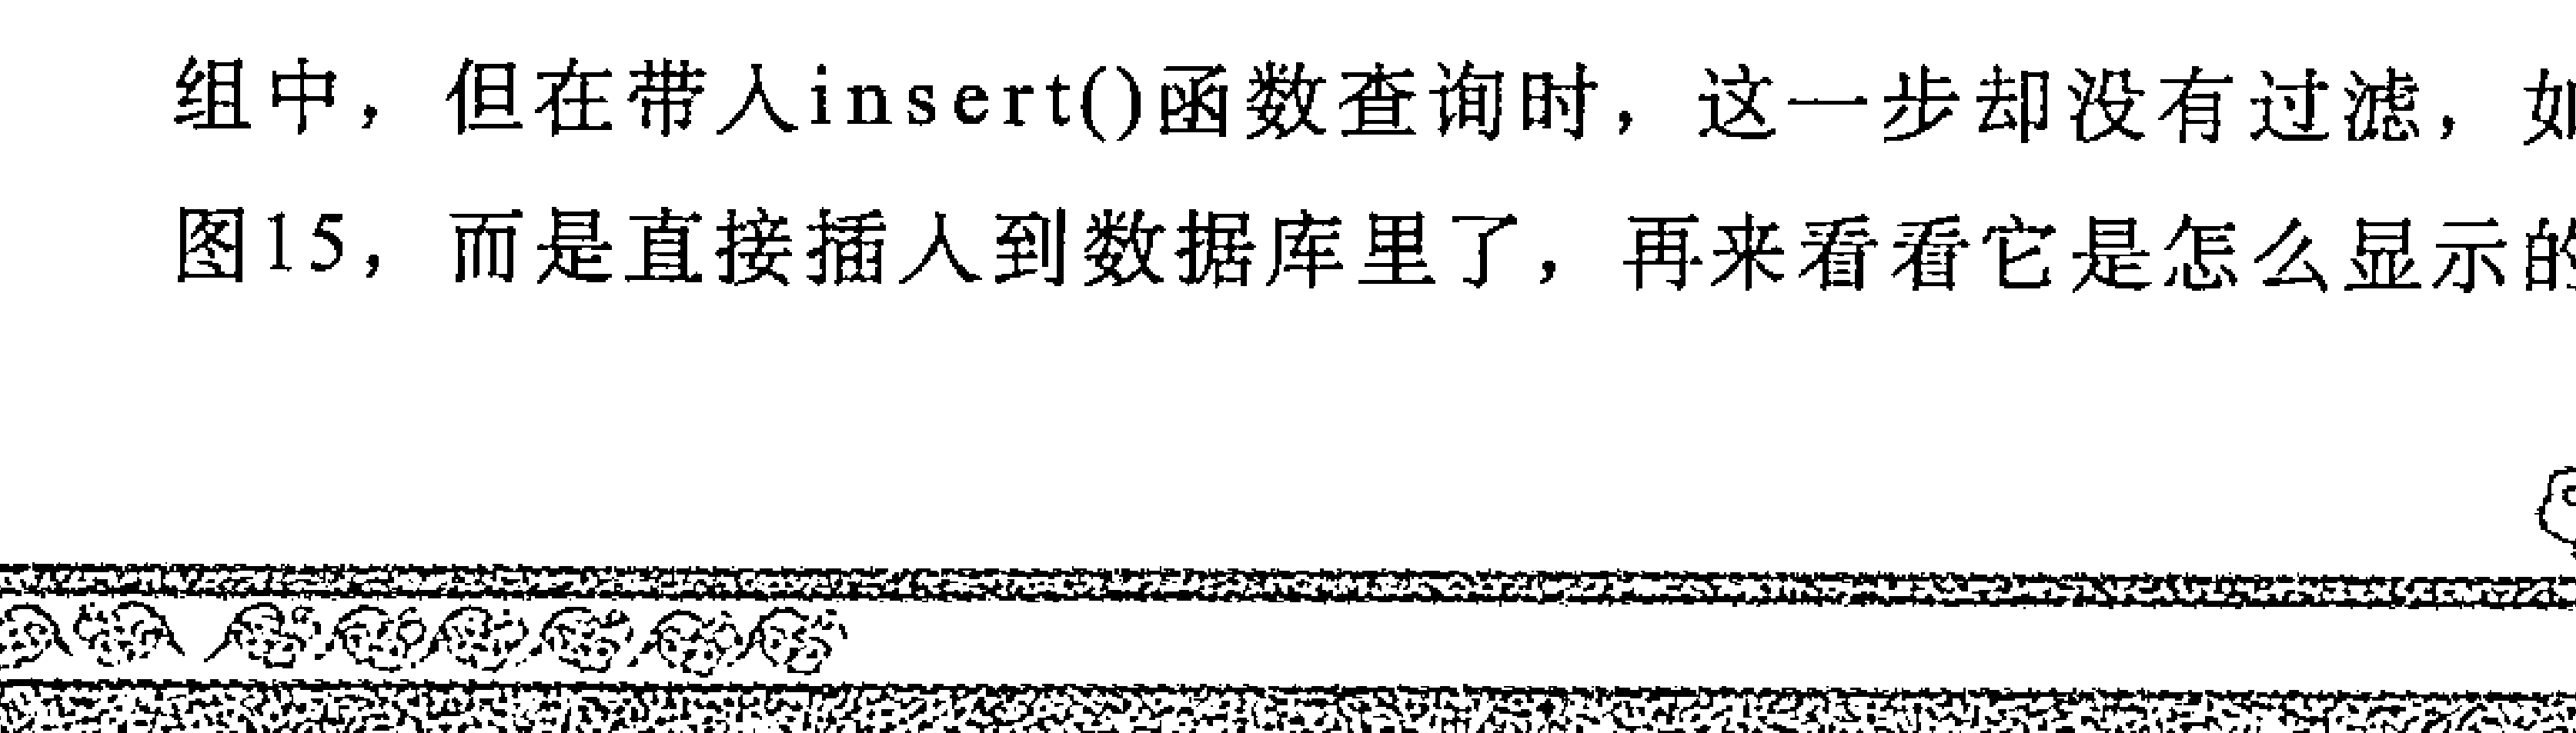 组中，但在带入insert()函数查询时，这一步却没有过滤，如
图15，而是直接插入到数据库里了，再来看看它是怎么显示的